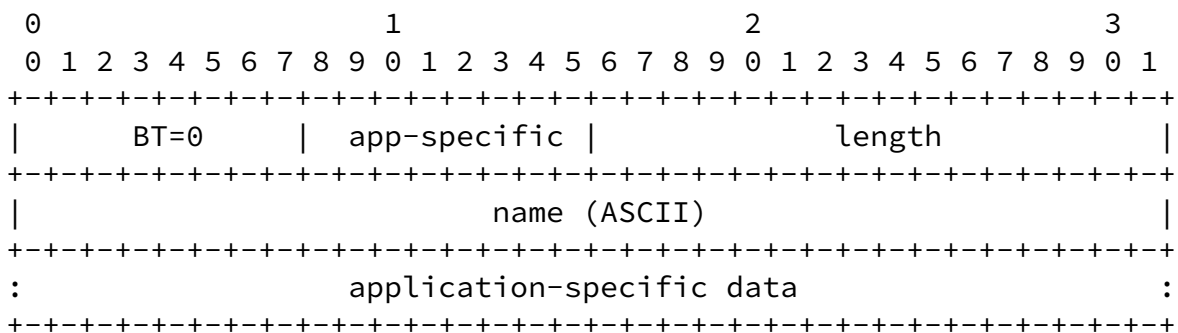 0                   1                   2                   3
0 1 2 3 4 5 6 7 8 9 0 1 2 3 4 5 6 7 8 9 0 1 2 3 4 5 6 7 8 9 0 1
+-+-+-+-+-+-+-+-+-+-+-+-+-+-+-+-+-+-+-+-+-+-+-+-+-+-+-+-+-+-+-+-+
|      BT=0     |  app-specific |             length            |
+-+-+-+-+-+-+-+-+-+-+-+-+-+-+-+-+-+-+-+-+-+-+-+-+-+-+-+-+-+-+-+-+
|                          name (ASCII)                         |
+-+-+-+-+-+-+-+-+-+-+-+-+-+-+-+-+-+-+-+-+-+-+-+-+-+-+-+-+-+-+-+-+
:                  application-specific data                    :
+-+-+-+-+-+-+-+-+-+-+-+-+-+-+-+-+-+-+-+-+-+-+-+-+-+-+-+-+-+-+-+-+